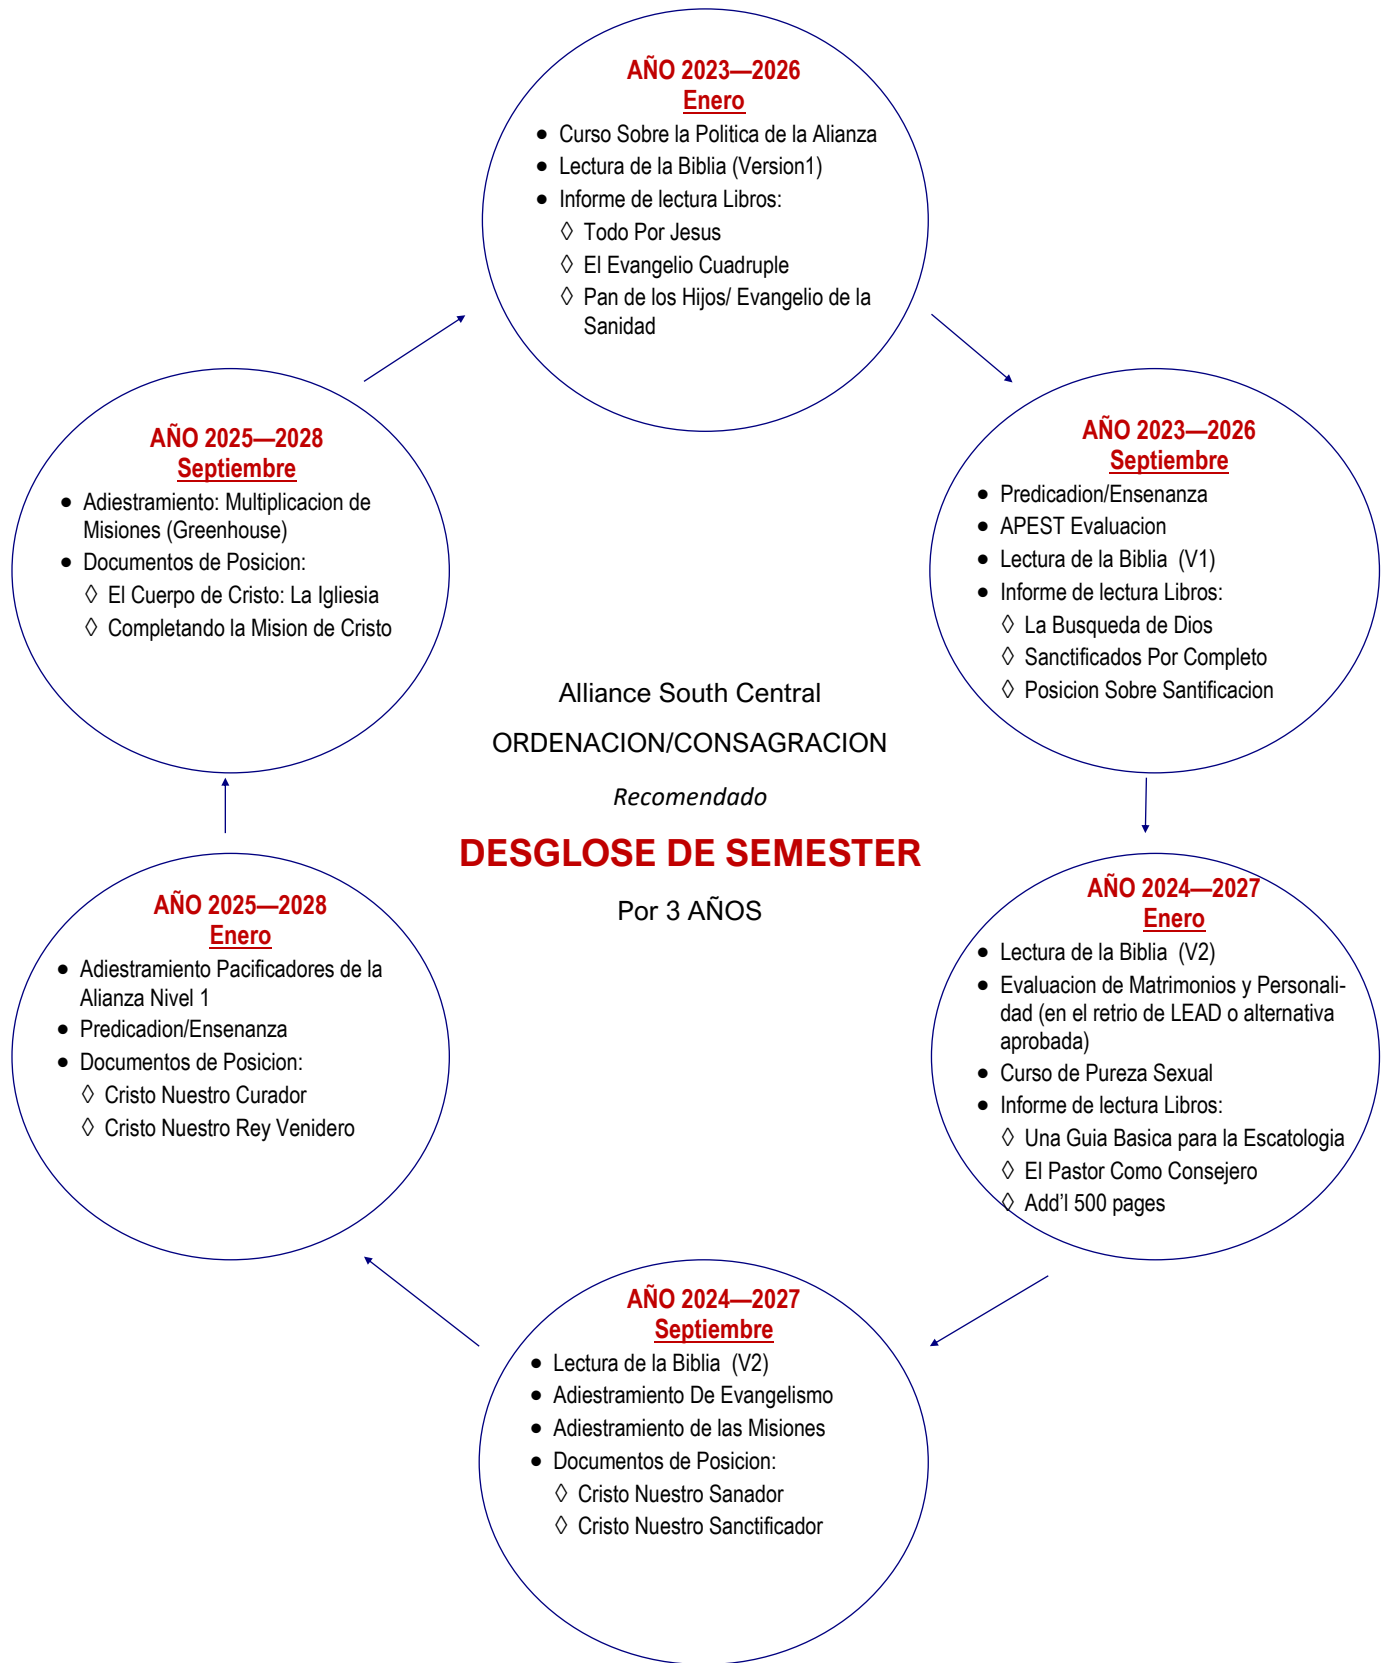 AÑO 2023—2026
Enero
• Curso Sobre la Politica de la Alianza
• Lectura de la Biblia (Version1)
• Informe de lectura Libros:
◊ Todo Por Jesus
◊ El Evangelio Cuadruple
◊ Pan de los Hijos/ Evangelio de la
Sanidad
AÑO 2023—2026
Septiembre
• Predicadion/Ensenanza
• APEST Evaluacion
• Lectura de la Biblia (V1)
• Informe de lectura Libros:
◊ La Busqueda de Dios
◊ Sanctificados Por Completo
◊ Posicion Sobre Santificacion
AÑO 2024—2027
Enero
• Lectura de la Biblia (V2)
• Evaluacion de Matrimonios y Personali-
dad (en el retrio de LEAD o alternativa
aprobada)
• Curso de Pureza Sexual
• Informe de lectura Libros:
◊ Una Guia Basica para la Escatologia
◊ El Pastor Como Consejero
◊ Add'l 500 pages
AÑO 2024—2027
Septiembre
• Lectura de la Biblia (V2)
• Adiestramiento De Evangelismo
• Adiestramiento de las Misiones
• Documentos de Posicion:
◊ Cristo Nuestro Sanador
◊ Cristo Nuestro Sanctificador
AÑO 2025—2028
Enero
• Adiestramiento Pacificadores de la
Alianza Nivel 1
• Predicadion/Ensenanza
• Documentos de Posicion:
◊ Cristo Nuestro Curador
◊ Cristo Nuestro Rey Venidero
AÑO 2025—2028
Septiembre
• Adiestramiento: Multiplicacion de
Misiones (Greenhouse)
• Documentos de Posicion:
◊ El Cuerpo de Cristo: La Igliesia
◊ Completando la Mision de Cristo
Alliance South Central
ORDENACION/CONSAGRACION
Recomendado
DESGLOSE DE SEMESTER
Por 3 AÑOS